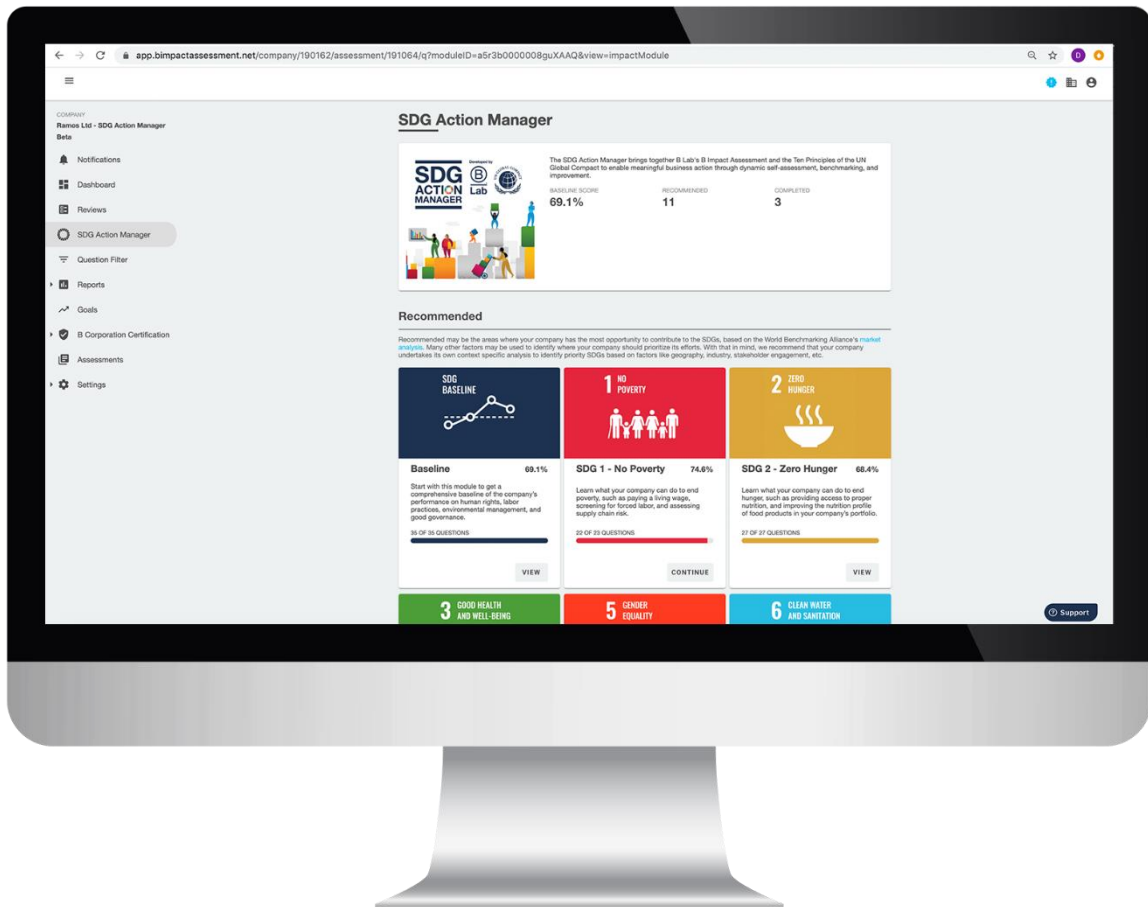 app.bimpactassessment.net/company/190162/assessment/191064/q?moduleID=a5r3b0000008guXAAQ&view=impactModule
D
COMPANY
Ramos Ltd - SDG Action Manager
Beta
Notifications
Dashboard
Reviews
SDG Action Manager
Question Filter
Reports
Goals
B Corporation Certification
Assessments
Settings
SDG Action Manager
SDG
ACTION
MANAGER
Developed by
B
Lab
The SDG Action Manager brings together B Lab's B Impact Assessment and the Ten Principles of the UN
Global Compact to enable meaningful business action through dynamic self-assessment, benchmarking, and
improvement.
BASELINE SCORE
69.1%
RECOMMENDED
11
COMPLETED
3
Recommended
Recommended may be the areas where your company has the most opportunity to contribute to the SDGs, based on the World Benchmarking Alliance's market
analysis. Many other factors may be used to identify where your company should prioritize its efforts. With that in mind, we recommend that your company
undertakes its own context specific analysis to identify priority SDGs based on factors like geography, industry, stakeholder engagement, etc.
SDG
BASELINE
Baseline 69.1%
Start with this module to get a
comprehensive baseline of the company's
performance on human rights, labor
practices, environmental management, and
good governance.
35 OF 35 QUESTIONS
VIEW
1 NO
POVERTY
SDG 1 - No Poverty 74.6%
Learn what your company can do to end
poverty, such as paying a living wage,
screening for forced labor, and assessing
supply chain risk.
22 OF 23 QUESTIONS
CONTINUE
2 ZERO
HUNGER
SDG 2 - Zero Hunger 68.4%
Learn what your company can do to end
hunger, such as providing access to proper
nutrition, and improving the nutrition profile
of food products in your company's portfolio.
27 OF 27 QUESTIONS
VIEW
3 GOOD HEALTH
AND WELL-BEING
5 GENDER
EQUALITY
6 CLEAN WATER
AND SANITATION
Support